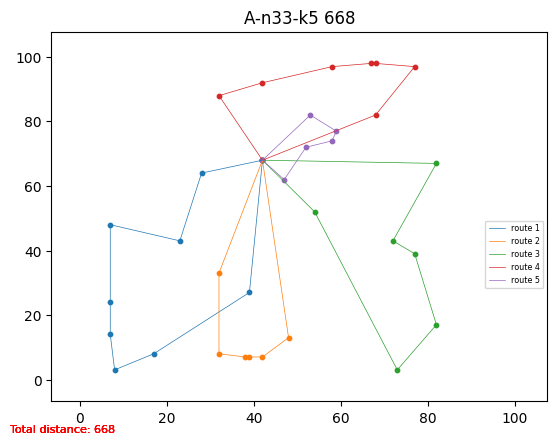 A-n33-k5 668
100
80
60
40
20
0
0 20 40 60 80 100
route 1
route 2
route 3
route 4
route 5
Total distance: 668